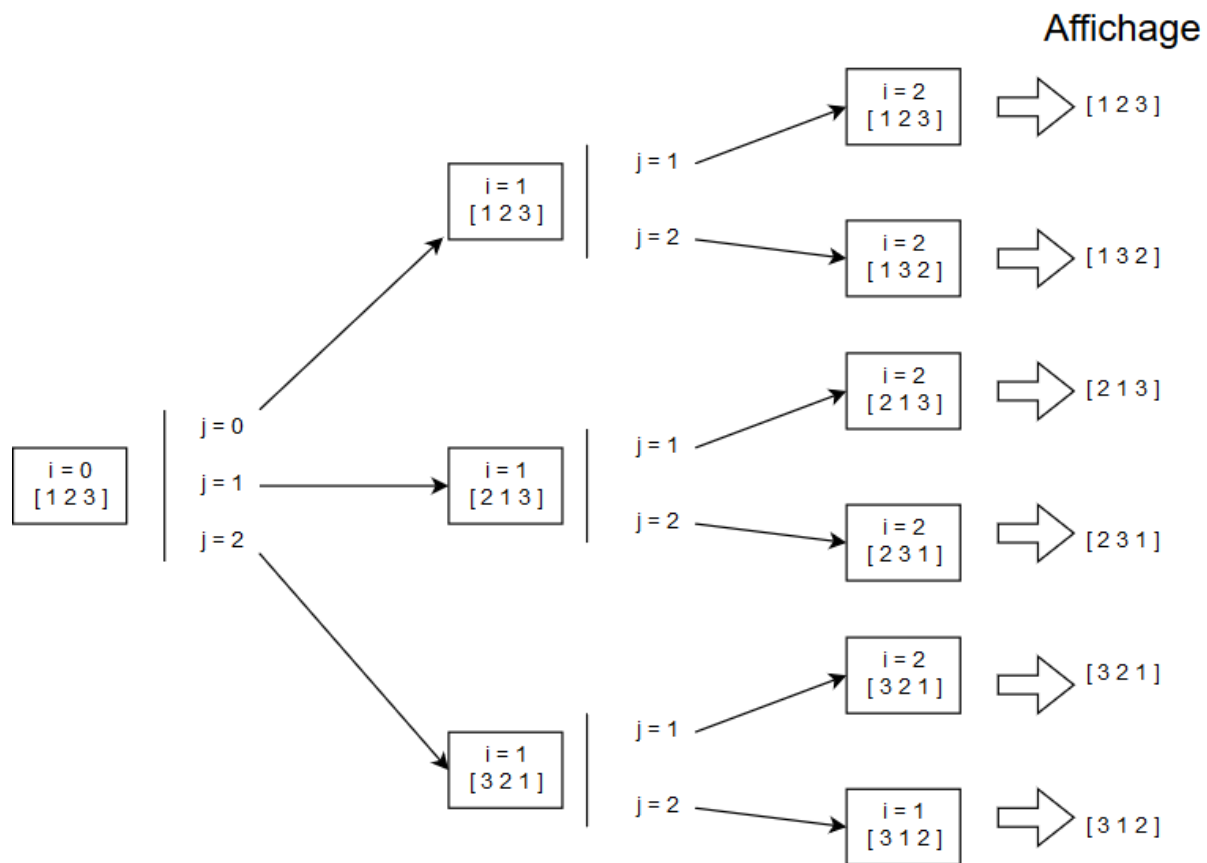 Affichage
i = 2
[ 1 2 3 ]
[ 1 2 3 ]
j = 1
i = 1
[ 1 2 3 ]
j = 2
i = 2
[ 1 3 2 ]
[ 1 3 2 ]
i = 2
[ 2 1 3 ]
[ 2 1 3 ]
j = 0
j = 1
i = 0
[ 1 2 3 ]
j = 1
i = 1
[ 2 1 3 ]
j = 2
j = 2
i = 2
[ 2 3 1 ]
[ 2 3 1 ]
i = 2
[ 3 2 1 ]
[ 3 2 1 ]
j = 1
i = 1
[ 3 2 1 ]
j = 2
i = 1
[ 3 1 2 ]
[ 3 1 2 ]